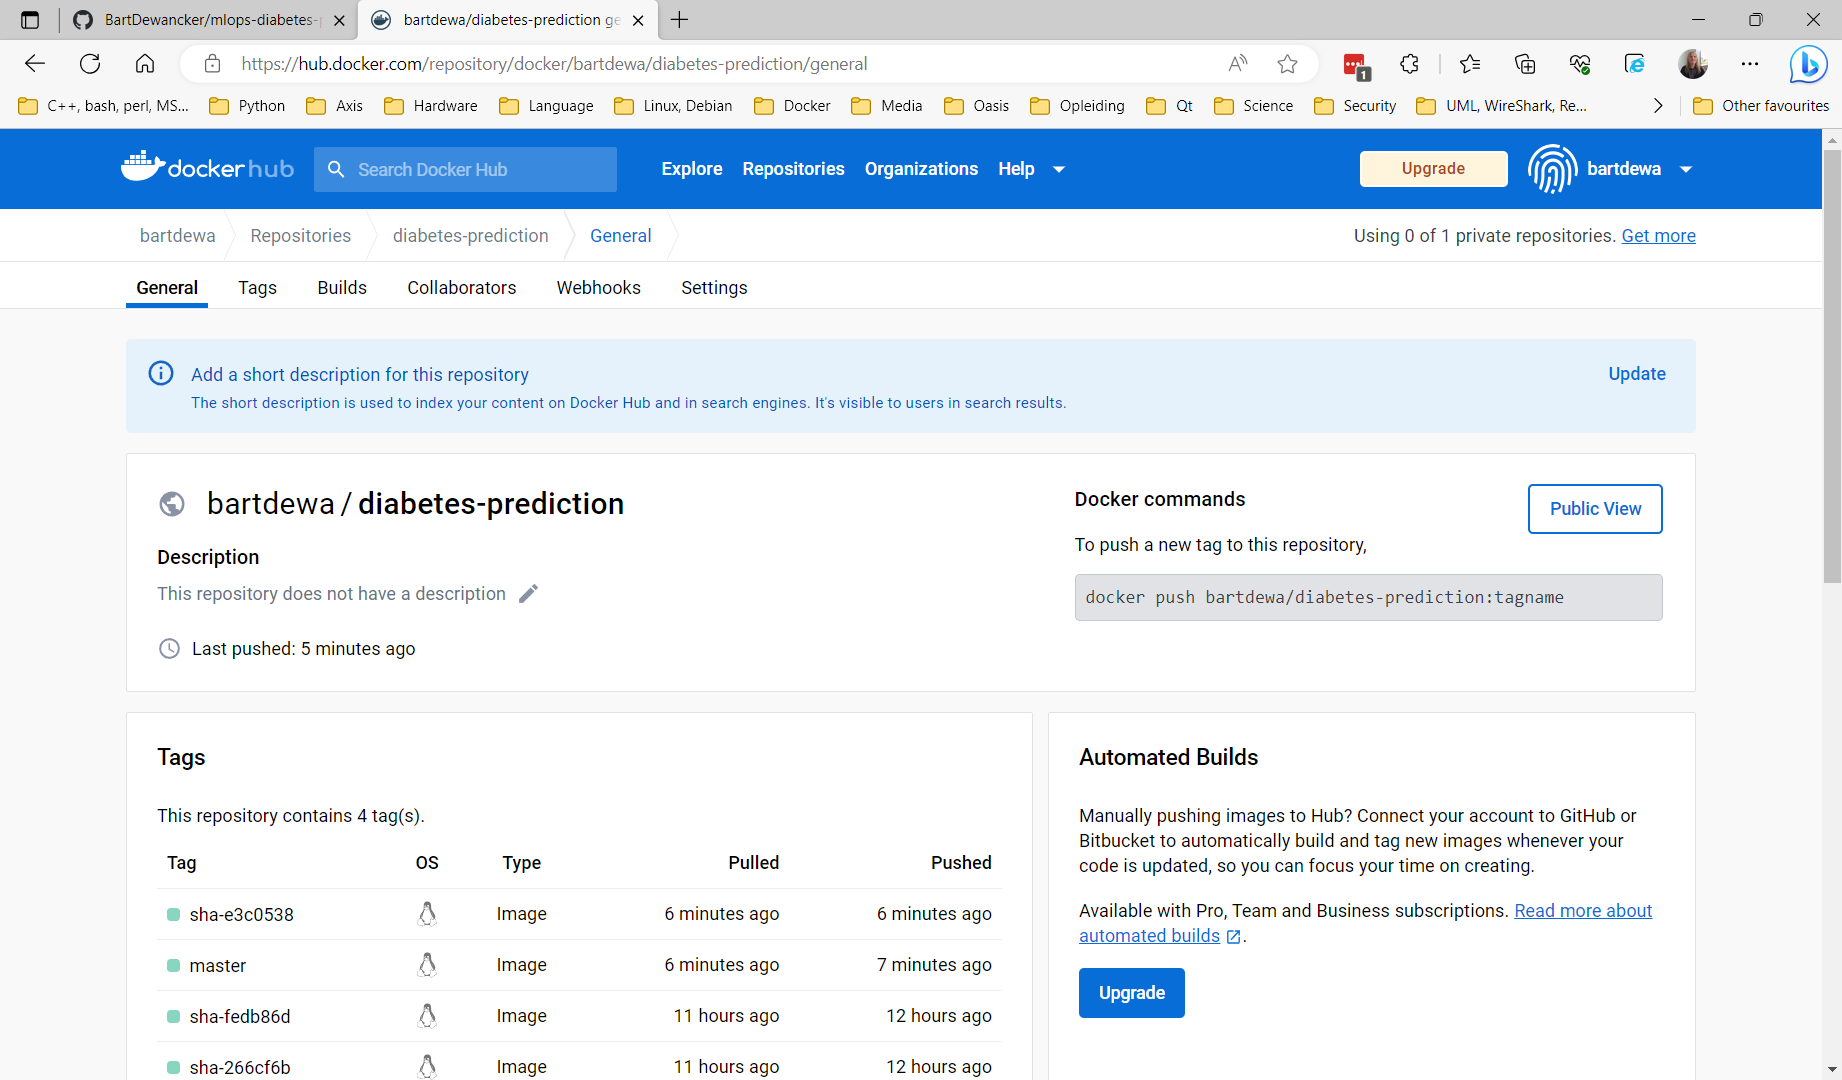 BartDewancker/mlops-diabetes-
bartdewa/diabetes-prediction ge
https://hub.docker.com/repository/docker/bartdewa/diabetes-prediction/general
1
C++, bash, perl, MS...
Python
Axis
Hardware
Language
Linux, Debian
Docker
Media
Oasis
Opleiding
Qt
Science
Security
UML, WireShark, Re...
Other favourites
dockerhub
Search Docker Hub
Explore
Repositories
Organizations
Help
Upgrade
bartdewa
bartdewa
Repositories
diabetes-prediction
General
Using 0 of 1 private repositories. Get more
General
Tags
Builds
Collaborators
Webhooks
Settings
Add a short description for this repository
Update
The short description is used to index your content on Docker Hub and in search engines. It's visible to users in search results.
bartdewa / diabetes-prediction
Description
This repository does not have a description
Last pushed: 5 minutes ago
Docker commands
Public View
To push a new tag to this repository,
docker push bartdewa/diabetes-prediction:tagname
Tags
This repository contains 4 tag(s).
Tag OS Type Pulled Pushed
sha-e3c0538 Image 6 minutes ago 6 minutes ago
master Image 6 minutes ago 7 minutes ago
sha-fedb86d Image 11 hours ago 12 hours ago
sha-266cf6b Image 11 hours ago 12 hours ago
Automated Builds
Manually pushing images to Hub? Connect your account to GitHub or
Bitbucket to automatically build and tag new images whenever your
code is updated, so you can focus your time on creating.
Available with Pro, Team and Business subscriptions. Read more about
automated builds .
Upgrade